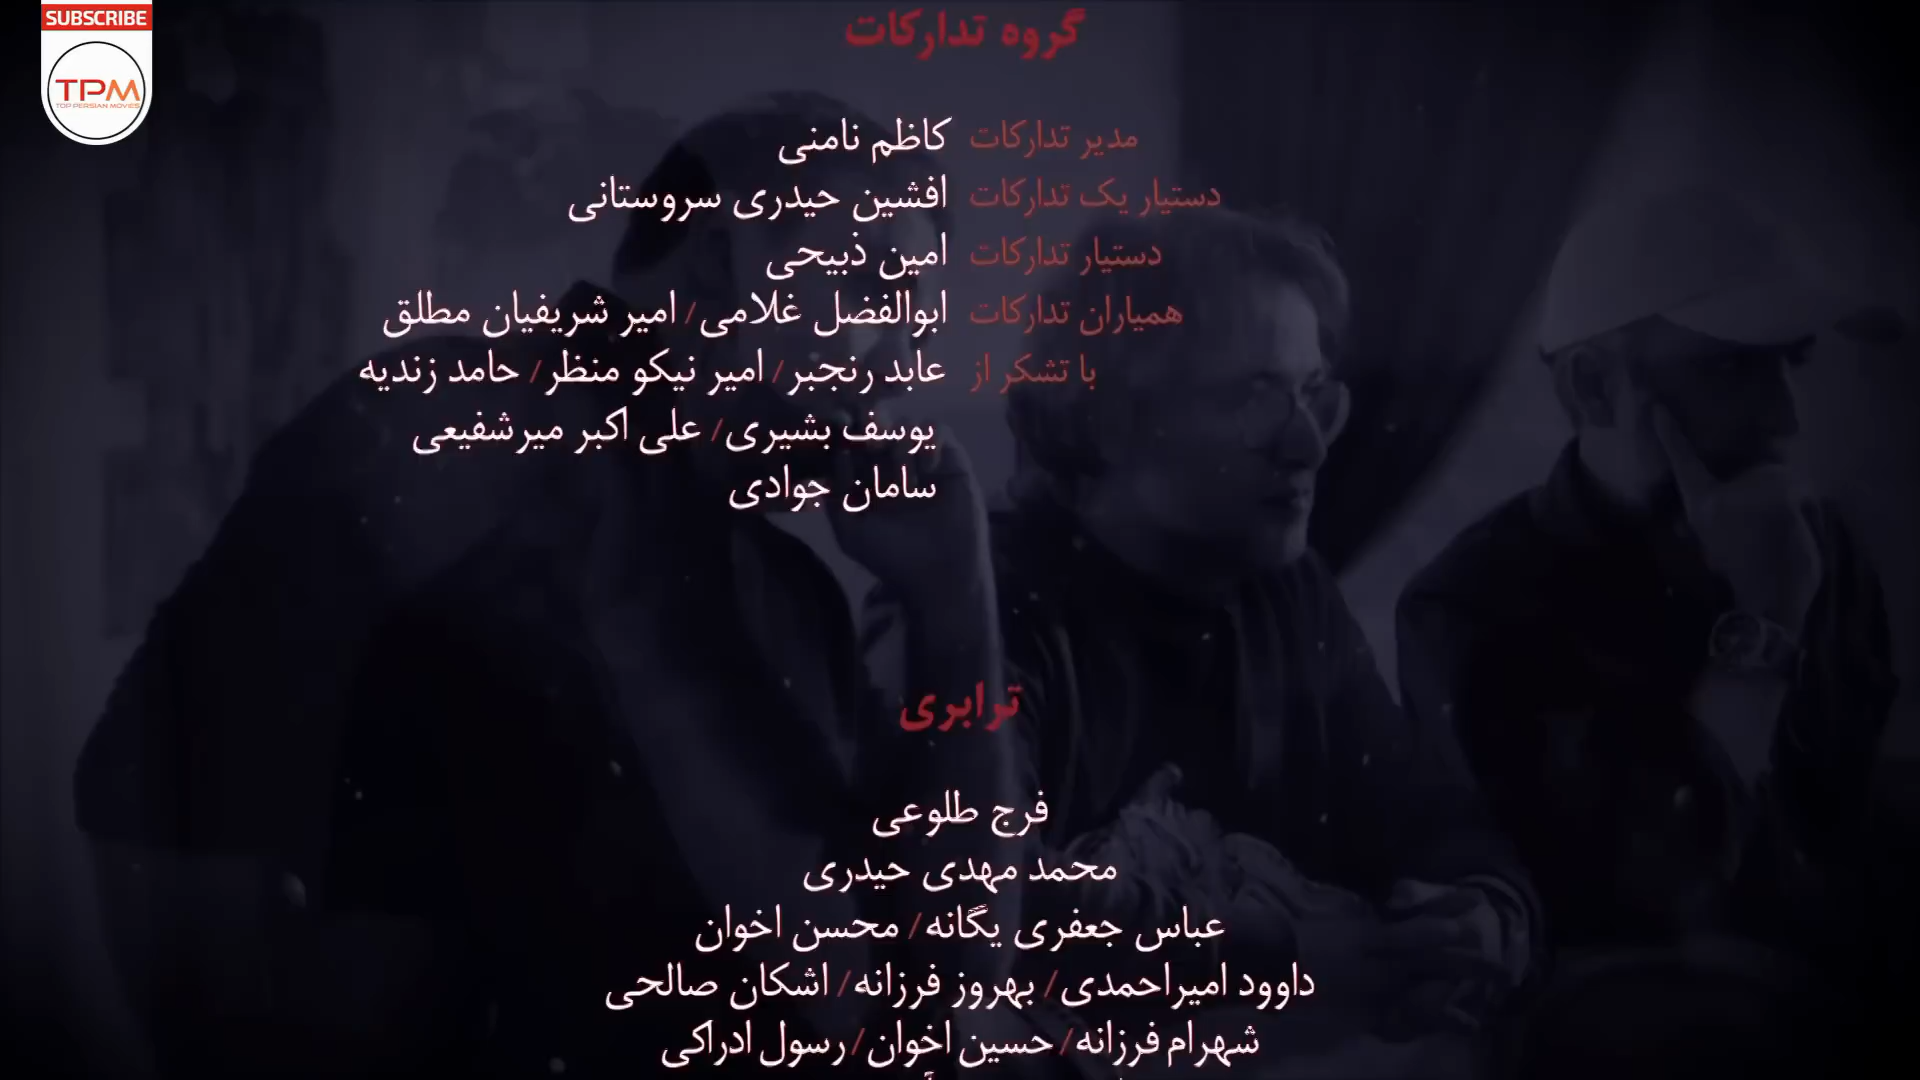 SUBSCRIBE
TPM
TOP PERSIAN MOVIES
گروه تدارکات
مدیر تدارکات کاظم نامنی
دستیار یک تدارکات افشین حیدری سروستانی
دستیار تدارکات امین ذبیحی
همیاران تدارکات ابوالفضل غلامی / امیر شریفیان مطلق
با تشکر از عابد رنجبر / امیر نیکو منظر / حامد زندیه
یوسف بشیری / علی اکبر میرشفیعی
سامان جوادی
ترابری
فرج طلوعی
محمد مهدی حیدری
عباس جعفری یگانه / محسن اخوان
داوود امیراحمدی / بهروز فرزانه / اشکان صالحی
شهرام فرزانه / حسین اخوان / رسول ادراکی